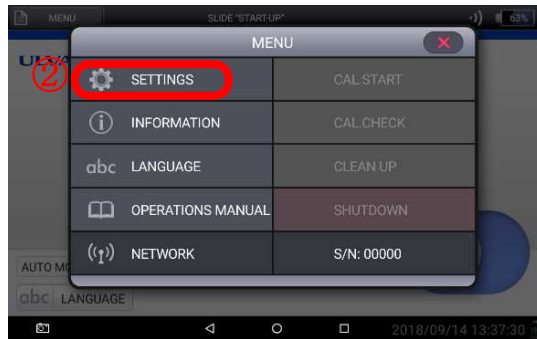 MENU SLIDE "START-UP" 63%
MENU
②
SETTINGS CAL.START
INFORMATION CAL.CHECK
abc LANGUAGE CLEAN UP
OPERATIONS MANUAL SHUTDOWN
NETWORK S/N: 00000
AUTO MO
abc LANGUAGE
2018/09/14 13:37:30